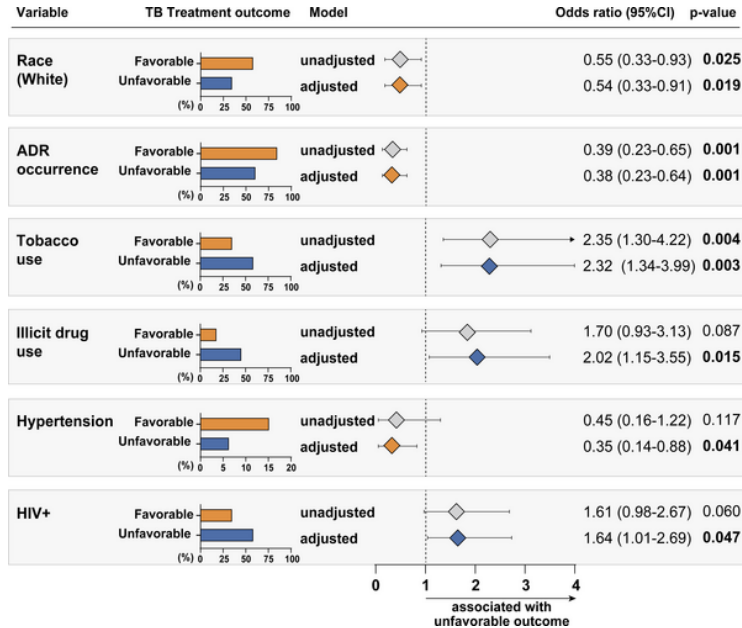 Variable TB Treatment outcome Model Odds ratio (95%CI) p-value
Race (White)
Favorable
Unfavorable
(%) 0 25 50 75 100
unadjusted 0.55 (0.33-0.93) 0.025
adjusted 0.54 (0.33-0.91) 0.019
ADR occurrence
Favorable
Unfavorable
(%) 0 25 50 75 100
unadjusted 0.39 (0.23-0.65) 0.001
adjusted 0.38 (0.23-0.64) 0.001
Tobacco use
Favorable
Unfavorable
(%) 0 25 50 75 100
unadjusted 2.35 (1.30-4.22) 0.004
adjusted 2.32 (1.34-3.99) 0.003
Illicit drug use
Favorable
Unfavorable
(%) 0 25 50 75 100
unadjusted 1.70 (0.93-3.13) 0.087
adjusted 2.02 (1.15-3.55) 0.015
Hypertension
Favorable
Unfavorable
(%) 0 5 10 15 20
unadjusted 0.45 (0.16-1.22) 0.117
adjusted 0.35 (0.14-0.88) 0.041
HIV+
Favorable
Unfavorable
(%) 0 25 50 75 100
unadjusted 1.61 (0.98-2.67) 0.060
adjusted 1.64 (1.01-2.69) 0.047
0 1 2 3 4
associated with
unfavorable outcome